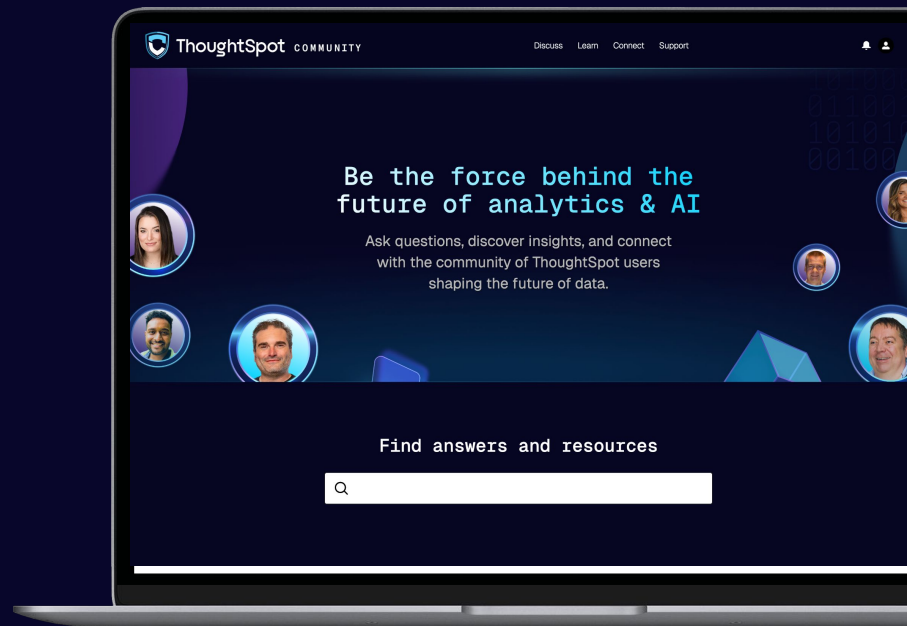 ThoughtSpot COMMUNITY
Discuss Learn Connect Support
Be the force behind the
future of analytics & AI
Ask questions, discover insights, and connect
with the community of ThoughtSpot users
shaping the future of data.
Find answers and resources